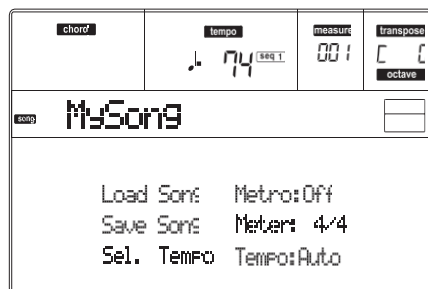 chord tempo measure transpose
74 seq 1 001
octave
song MySong
Load Song Metro:Off
Save Song Meter: 4/4
Sel. Tempo Tempo:Auto